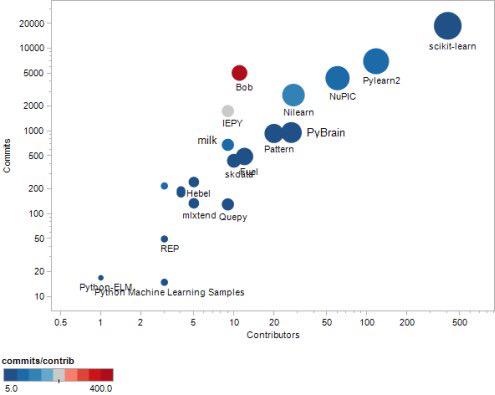 20000
10000
5000
2000
1000
500
200
100
50
20
10
Commits
scikit-learn
Pylearn2
Bob
NuPIC
Nilearn
IEPY
PyBrain
milk
Pattern
Fuel
skdata
Hebel
mlxtend
Quepy
REP
Python-ELM
Python Machine Learning Samples
0.5 1 2 5 10 20 50 100 200 500
Contributors
commits/contrib
5.0 400.0